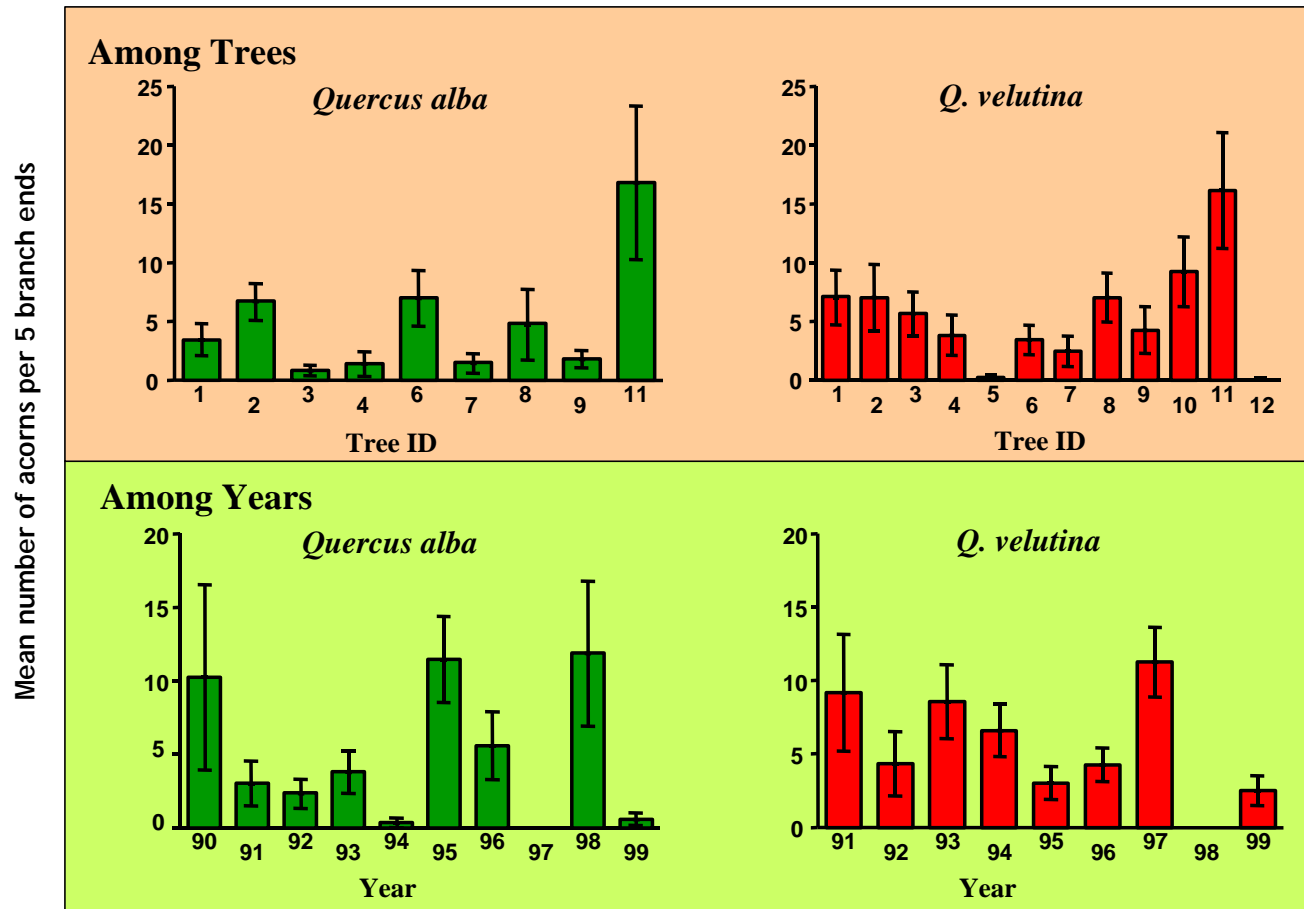 Mean number of acorns per 5 branch ends
Among Trees
Quercus alba
25
20
15
10
5
0
1 2 3 4 6 7 8 9 11
Tree ID
Q. velutina
25
20
15
10
5
0
1 2 3 4 5 6 7 8 9 10 11 12
Tree ID
Among Years
Quercus alba
20
15
10
5
0
90 91 92 93 94 95 96 97 98 99
Year
Q. velutina
20
15
10
5
0
91 92 93 94 95 96 97 98 99
Year